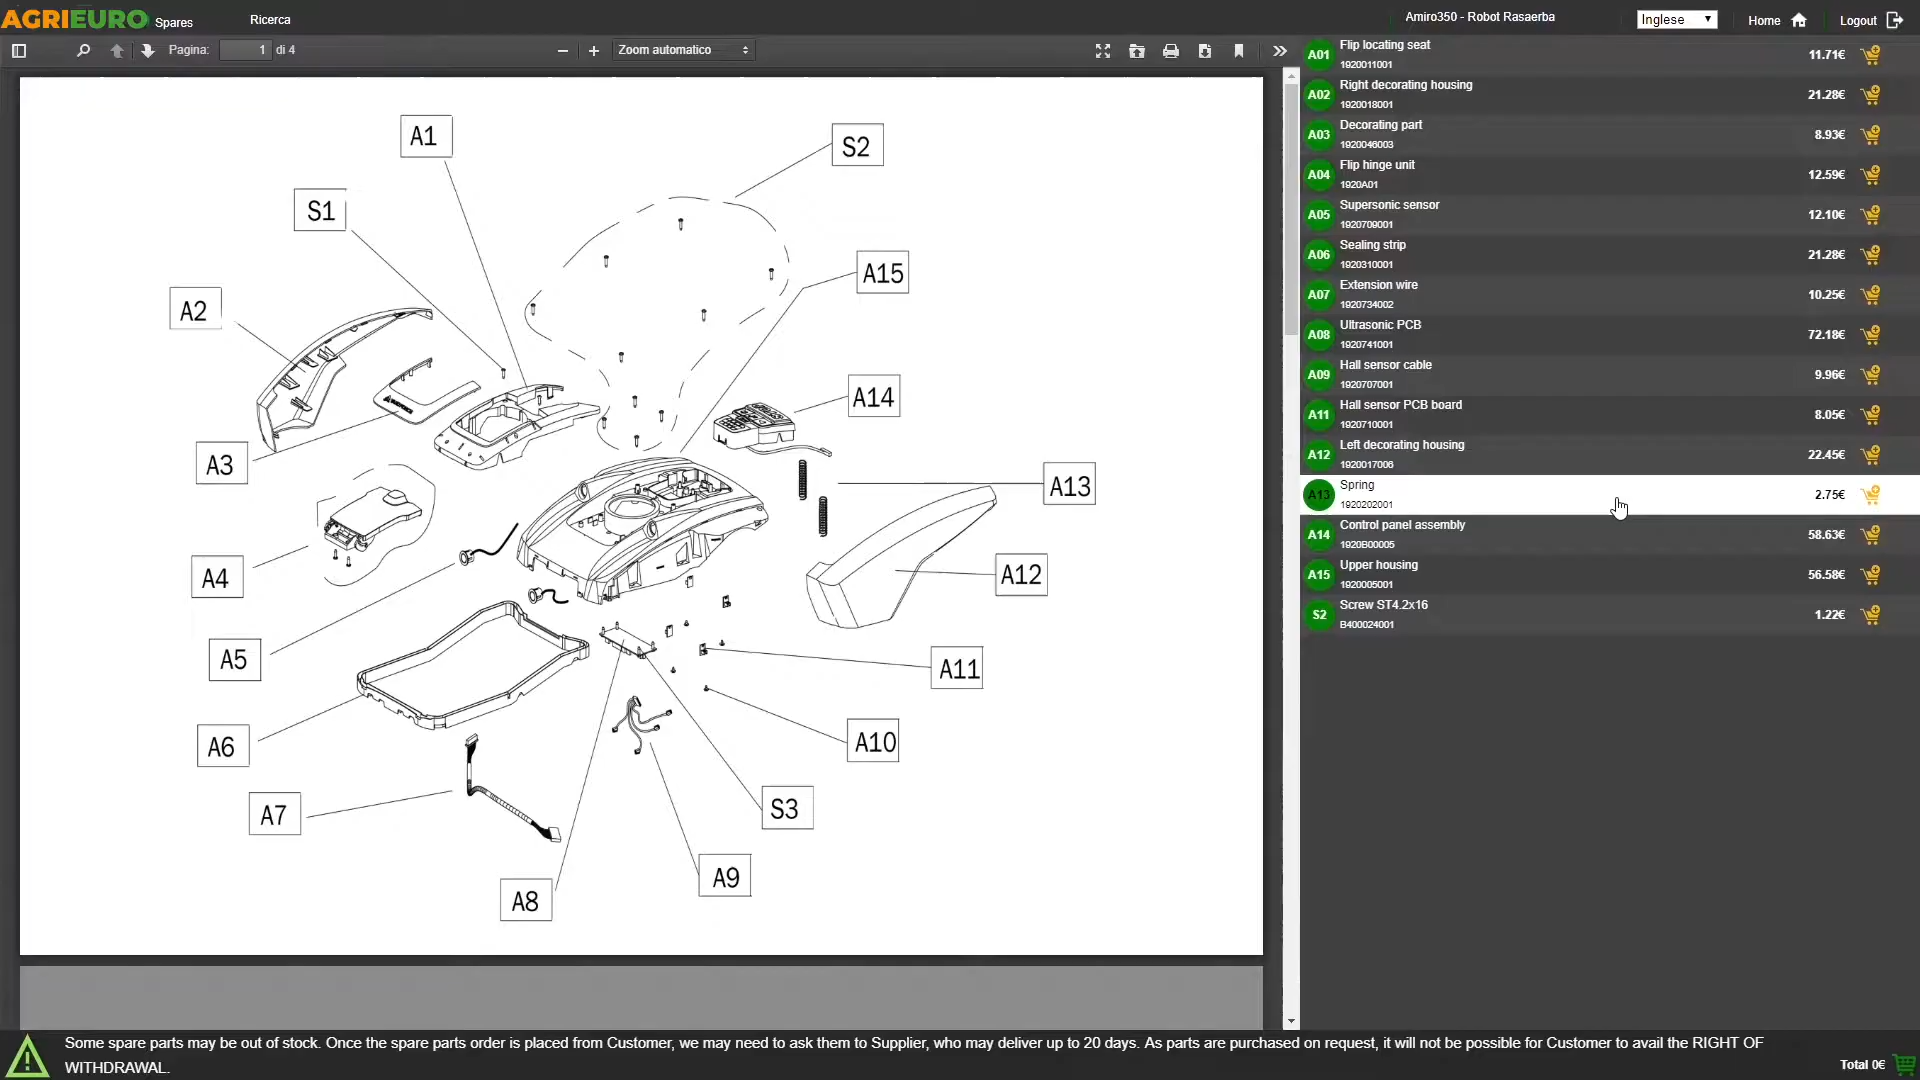 AGRIEURO Spares
Ricerca
Amiro350 - Robot Rasaerba
Inglese
Home
Logout
Pagina:
1
di 4
Zoom automatico
A1
S2
S1
A15
A2
A14
A3
A13
A4
A12
A5
A11
A6
A10
A7
S3
A9
A8
A01
Flip locating seat
1920011001
11.71€
A02
Right decorating housing
1920018001
21.28€
A03
Decorating part
1920046003
8.93€
A04
Flip hinge unit
1920A01
12.59€
A05
Supersonic sensor
1920709001
12.10€
A06
Sealing strip
1920310001
21.28€
A07
Extension wire
1920734002
10.25€
A08
Ultrasonic PCB
1920741001
72.18€
A09
Hall sensor cable
1920707001
9.96€
A11
Hall sensor PCB board
1920710001
8.05€
A12
Left decorating housing
1920017006
22.45€
A13
Spring
1920202001
2.75€
A14
Control panel assembly
1920B00005
58.63€
A15
Upper housing
1920005001
56.58€
S2
Screw ST4.2x16
B400024001
1.22€
Some spare parts may be out of stock. Once the spare parts order is placed from Customer, we may need to ask them to Supplier, who may deliver up to 20 days. As parts are purchased on request, it will not be possible for Customer to avail the RIGHT OF
WITHDRAWAL.
Total 0€